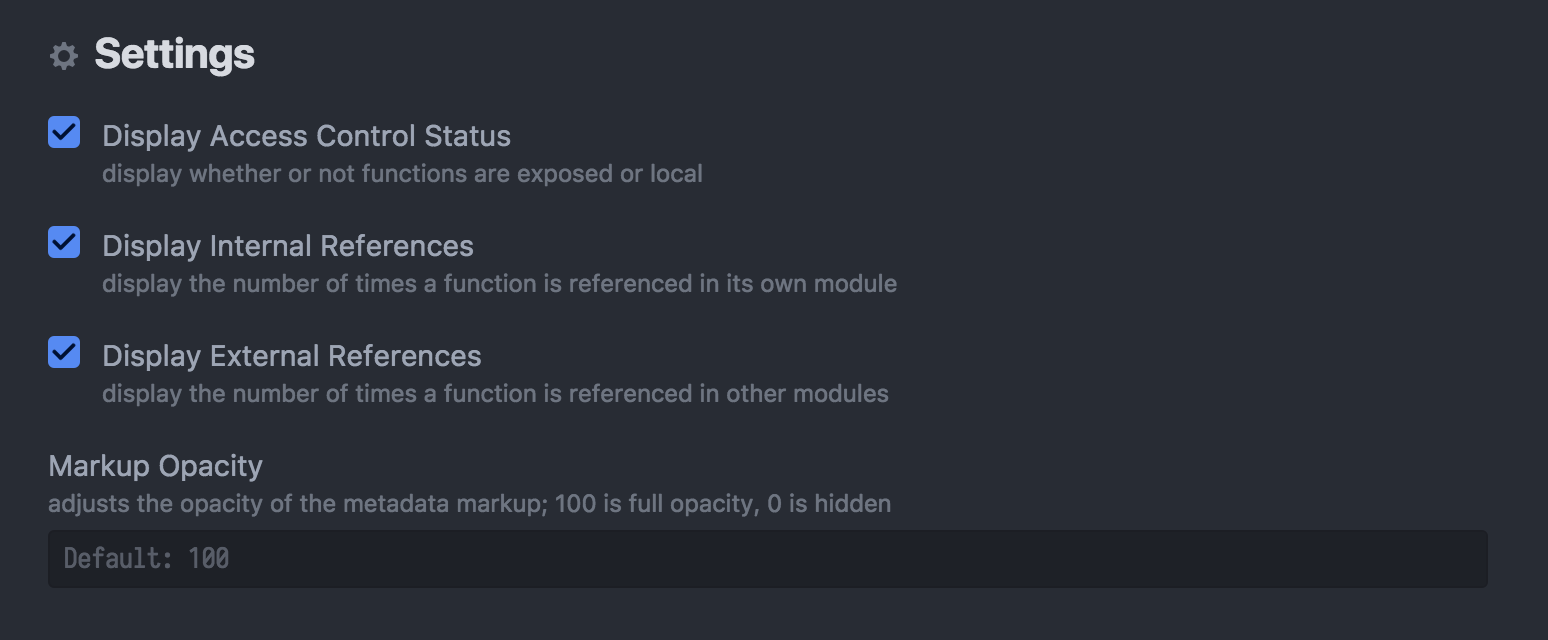 Settings
Display Access Control Status
display whether or not functions are exposed or local
Display Internal References
display the number of times a function is referenced in its own module
Display External References
display the number of times a function is referenced in other modules
Markup Opacity
adjusts the opacity of the metadata markup; 100 is full opacity, 0 is hidden
Default: 100